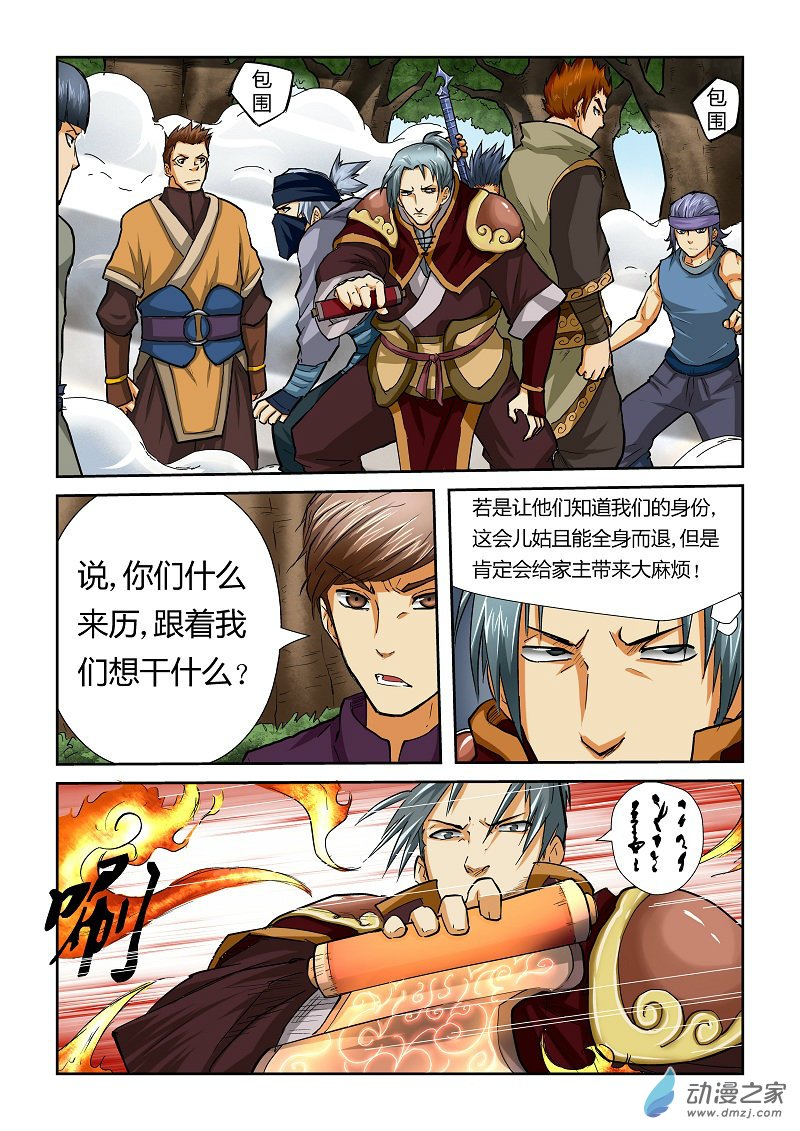 包
围
包
围
说,你们什么
来历,跟着我
们想干什么?
若是让他们知道我们的身份,
这会儿姑且能全身而退,但是
肯定会给家主带来大麻烦!
唰
动漫之家
www.dmzj.com